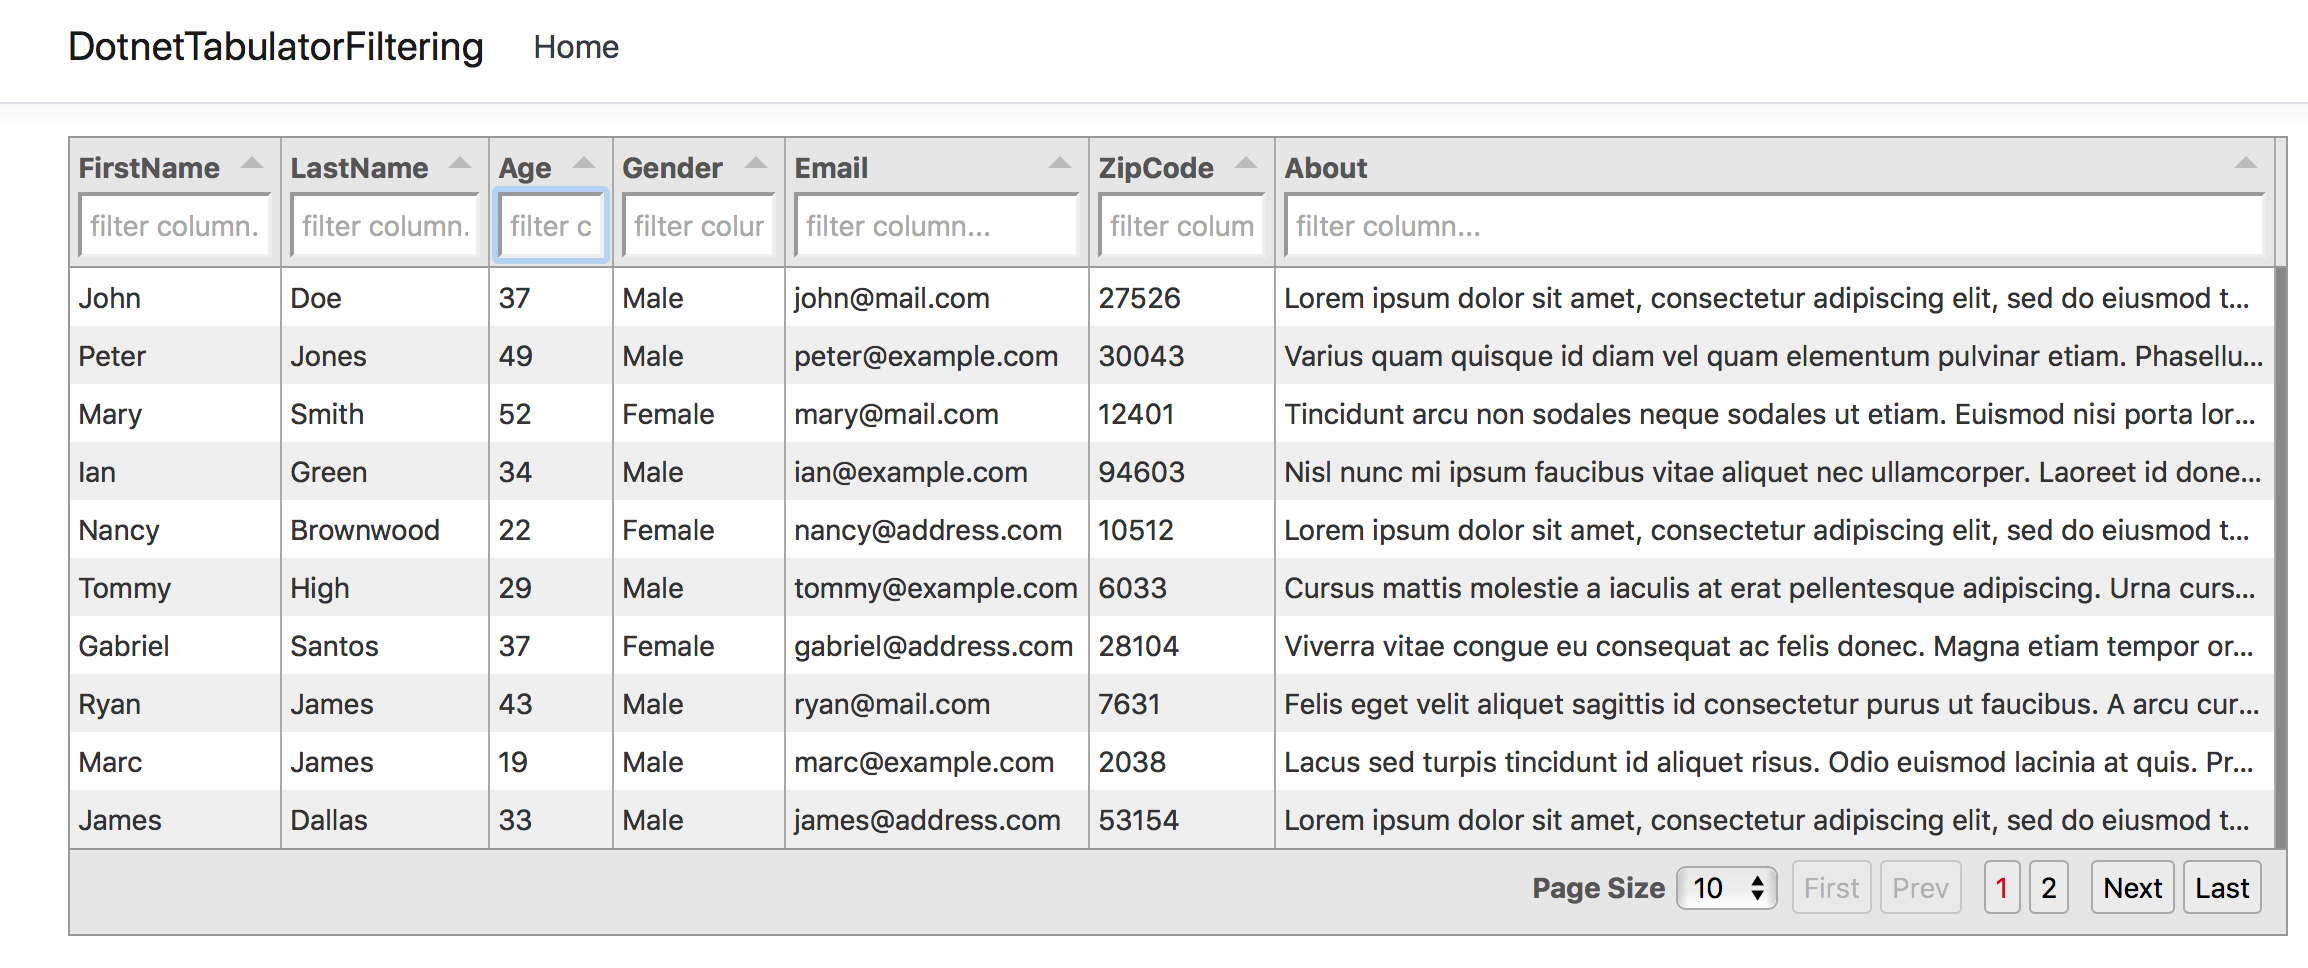 DotnetTabulatorFiltering Home
FirstName LastName Age Gender Email ZipCode About
filter column. filter column. filter c filter colur filter column... filter colum filter column...
John Doe 37 Male john@mail.com 27526 Lorem ipsum dolor sit amet, consectetur adipiscing elit, sed do eiusmod t...
Peter Jones 49 Male peter@example.com 30043 Varius quam quisque id diam vel quam elementum pulvinar etiam. Phasellu...
Mary Smith 52 Female mary@mail.com 12401 Tincidunt arcu non sodales neque sodales ut etiam. Euismod nisi porta lor...
Ian Green 34 Male ian@example.com 94603 Nisl nunc mi ipsum faucibus vitae aliquet nec ullamcorper. Laoreet id done...
Nancy Brownwood 22 Female nancy@address.com 10512 Lorem ipsum dolor sit amet, consectetur adipiscing elit, sed do eiusmod t...
Tommy High 29 Male tommy@example.com 6033 Cursus mattis molestie a iaculis at erat pellentesque adipiscing. Urna curs...
Gabriel Santos 37 Female gabriel@address.com 28104 Viverra vitae congue eu consequat ac felis donec. Magna etiam tempor or...
Ryan James 43 Male ryan@mail.com 7631 Felis eget velit aliquet sagittis id consectetur purus ut faucibus. A arcu cur...
Marc James 19 Male marc@example.com 2038 Lacus sed turpis tincidunt id aliquet risus. Odio euismod lacinia at quis. Pr...
James Dallas 33 Male james@address.com 53154 Lorem ipsum dolor sit amet, consectetur adipiscing elit, sed do eiusmod t...
Page Size 10 First Prev 1 2 Next Last